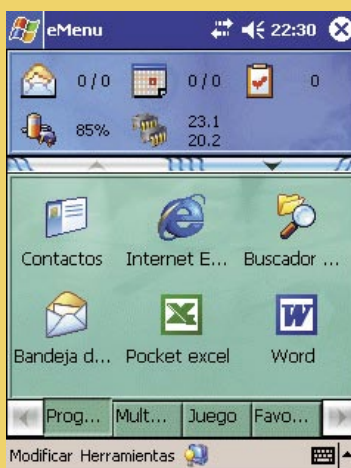 eMenu 22:30
0/0 0/0 0
85% 23.1
20.2
Contactos Internet E... Buscador ...
Bandeja d... Pocket excel Word
Prog... Mult... Juego Favo...
Modificar Herramientas